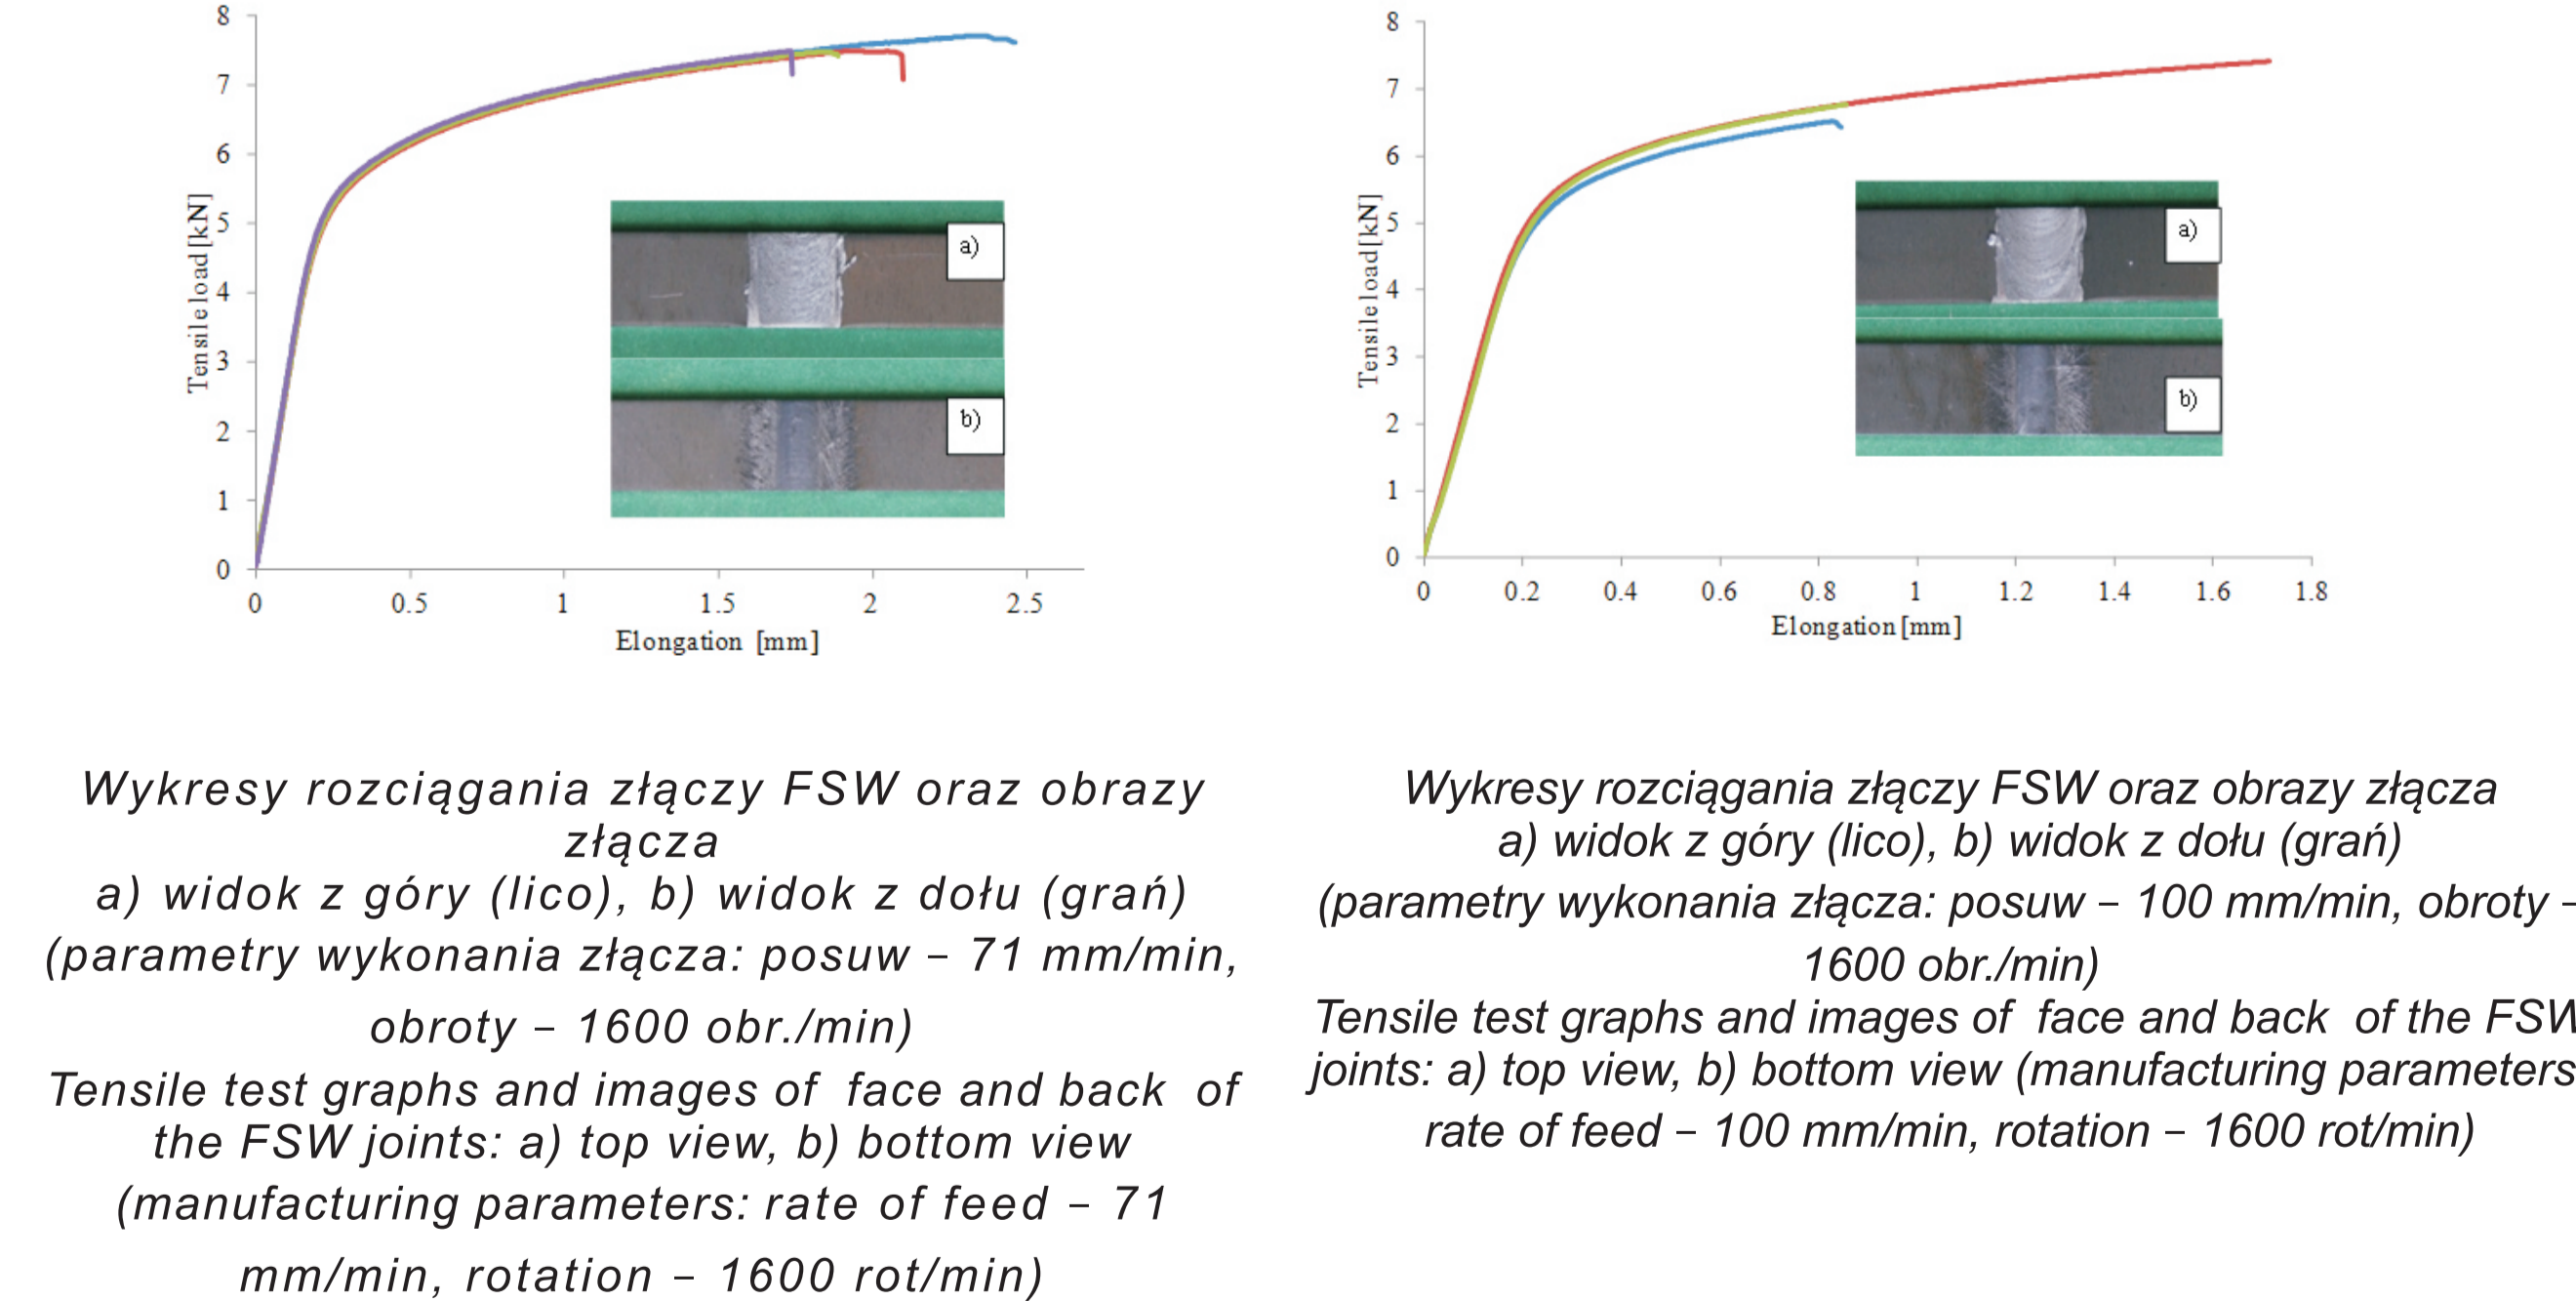 8
7
6
5
4
3
2
1
0
Tensile load [kN]
0 0.5 1 1.5 2 2.5
Elongation [mm]
a)
b)
Wykresy rozciągania złączy FSW oraz obrazy
złącza
a) widok z góry (lico), b) widok z dołu (grań)
(parametry wykonania złącza: posuw – 71 mm/min,
obroty – 1600 obr./min)
Tensile test graphs and images of face and back of
the FSW joints: a) top view, b) bottom view
(manufacturing parameters: rate of feed – 71
mm/min, rotation – 1600 rot/min)
8
7
6
5
4
3
2
1
0
Tensile load [kN]
0 0.2 0.4 0.6 0.8 1 1.2 1.4 1.6 1.8
Elongation [mm]
a)
b)
Wykresy rozciągania złączy FSW oraz obrazy złącza
a) widok z góry (lico), b) widok z dołu (grań)
(parametry wykonania złącza: posuw – 100 mm/min, obroty –
1600 obr./min)
Tensile test graphs and images of face and back of the FSW
joints: a) top view, b) bottom view (manufacturing parameters
rate of feed – 100 mm/min, rotation – 1600 rot/min)